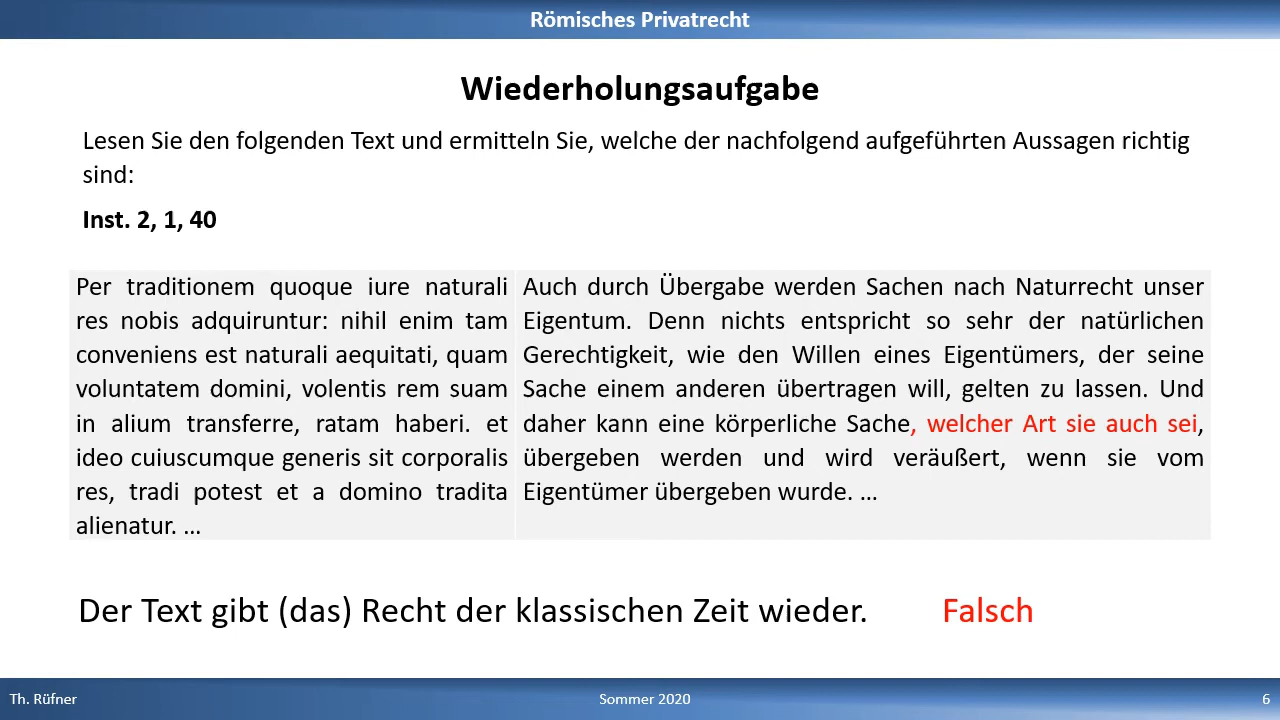 Römisches Privatrecht
Wiederholungsaufgabe
Lesen Sie den folgenden Text und ermitteln Sie, welche der nachfolgend aufgeführten Aussagen richtig
sind:
Inst. 2, 1, 40
Per traditionem quoque iure naturali
res nobis adquiruntur: nihil enim tam
conveniens est naturali aequitati, quam
voluntatem domini, volentis rem suam
in alium transferre, ratam haberi. et
ideo cuiuscumque generis sit corporalis
res, tradi potest et a domino tradita
alienatur. ...
Auch durch Übergabe werden Sachen nach Naturrecht unser
Eigentum. Denn nichts entspricht so sehr der natürlichen
Gerechtigkeit, wie den Willen eines Eigentümers, der seine
Sache einem anderen übertragen will, gelten zu lassen. Und
daher kann eine körperliche Sache, welcher Art sie auch sei,
übergeben werden und wird veräußert, wenn sie vom
Eigentümer übergeben wurde. ...
Der Text gibt (das) Recht der klassischen Zeit wieder. Falsch
Th. Rüfner Sommer 2020 6